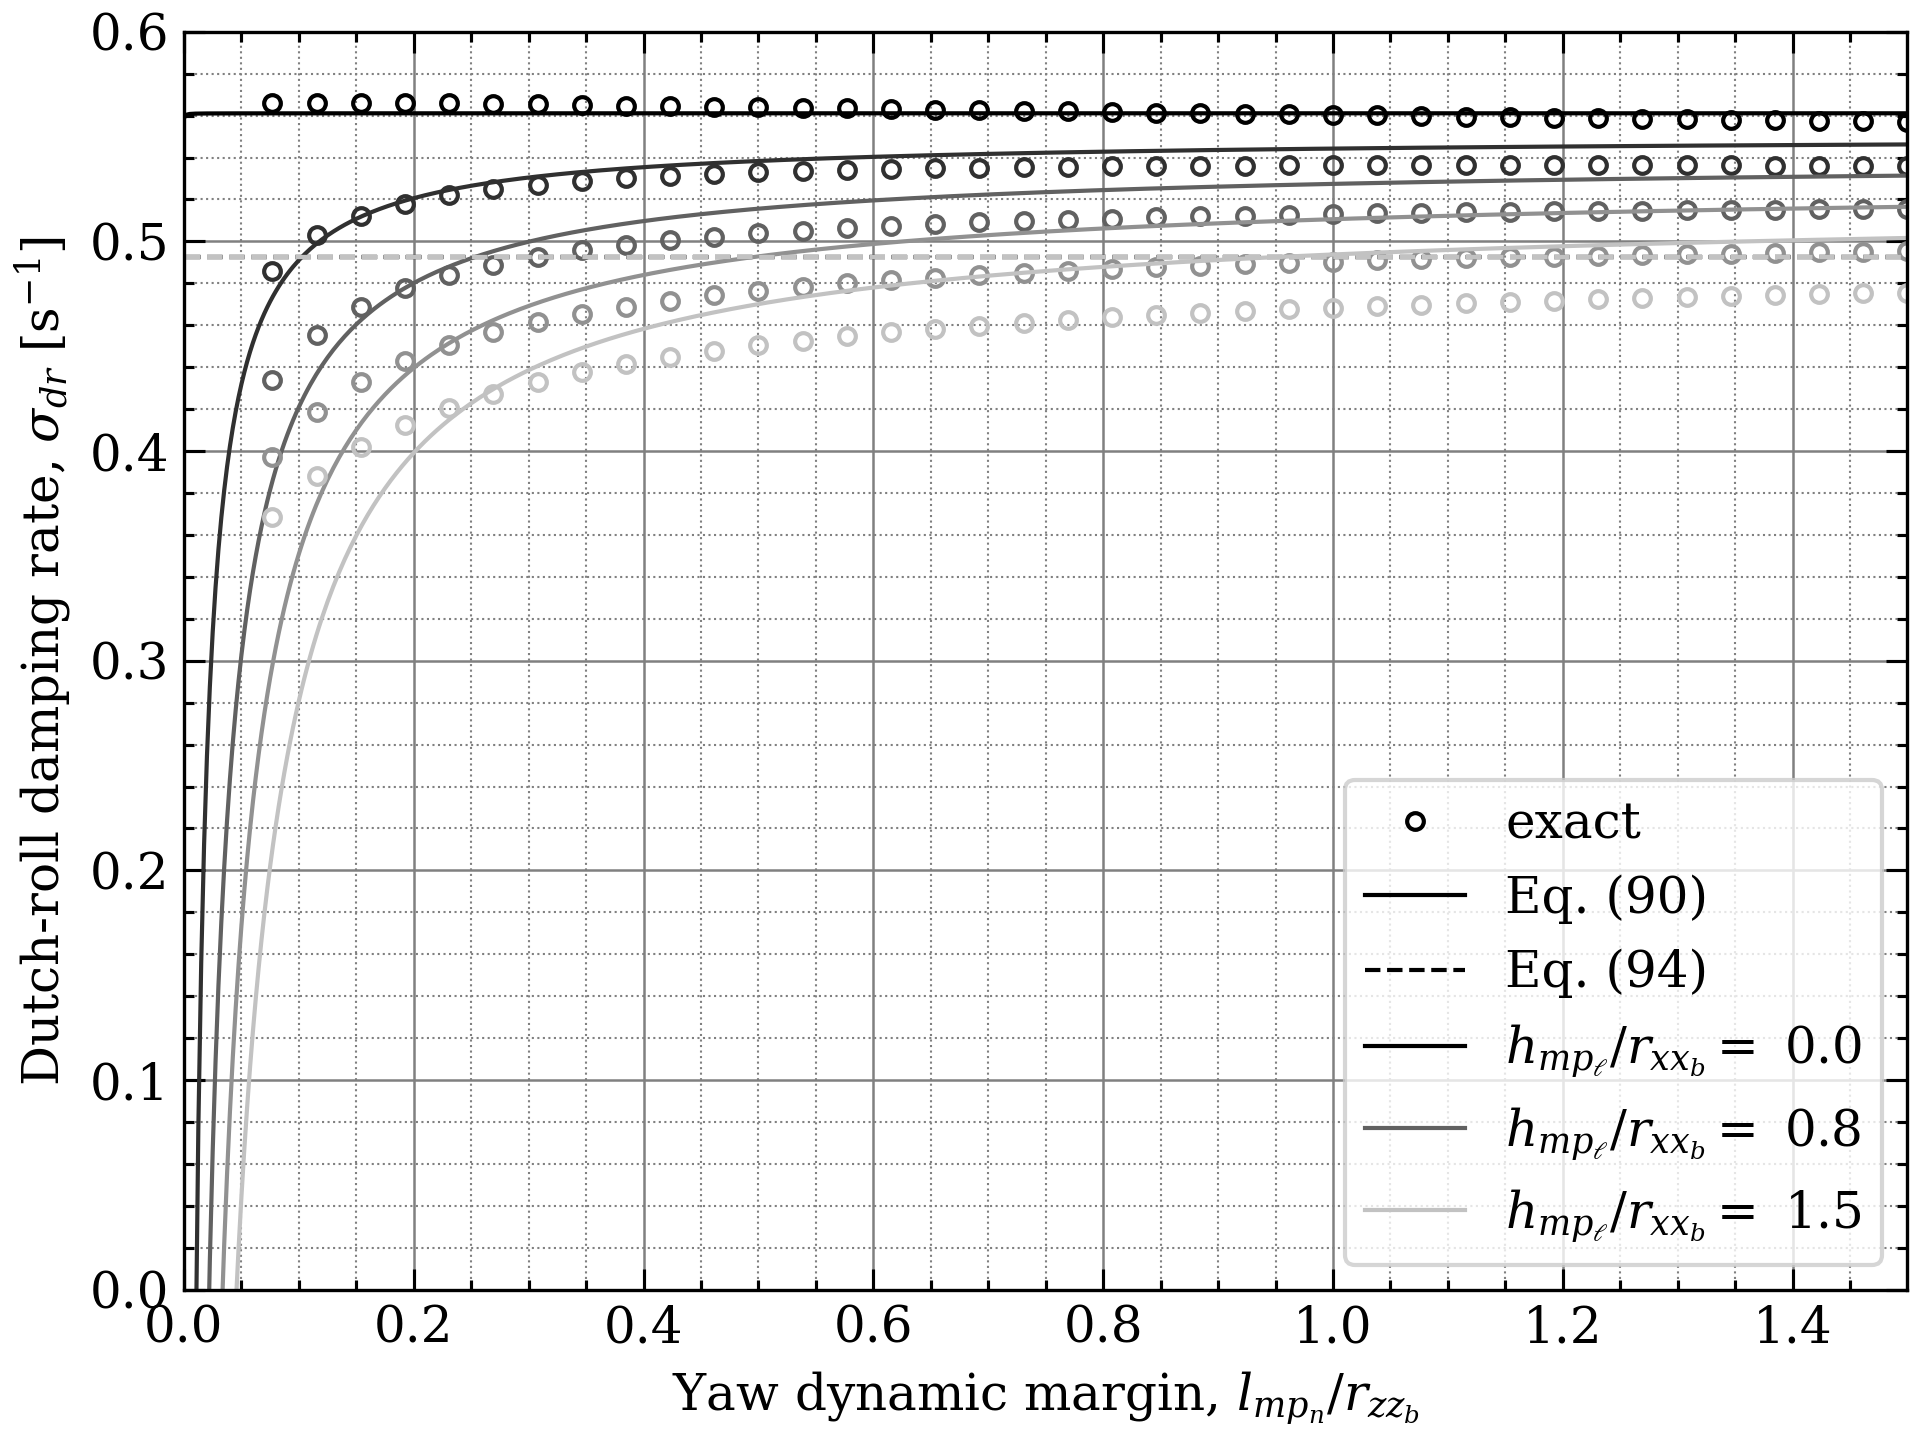 0.6
0.5
0.4
0.3
0.2
0.1
0.0
Dutch-roll damping rate, σ_dr [s⁻¹]
exact
Eq. (90)
Eq. (94)
h_mp_ℓ/r_xx_b = 0.0
h_mp_ℓ/r_xx_b = 0.8
h_mp_ℓ/r_xx_b = 1.5
0.0 0.2 0.4 0.6 0.8 1.0 1.2 1.4
Yaw dynamic margin, l_mp_n/r_zz_b